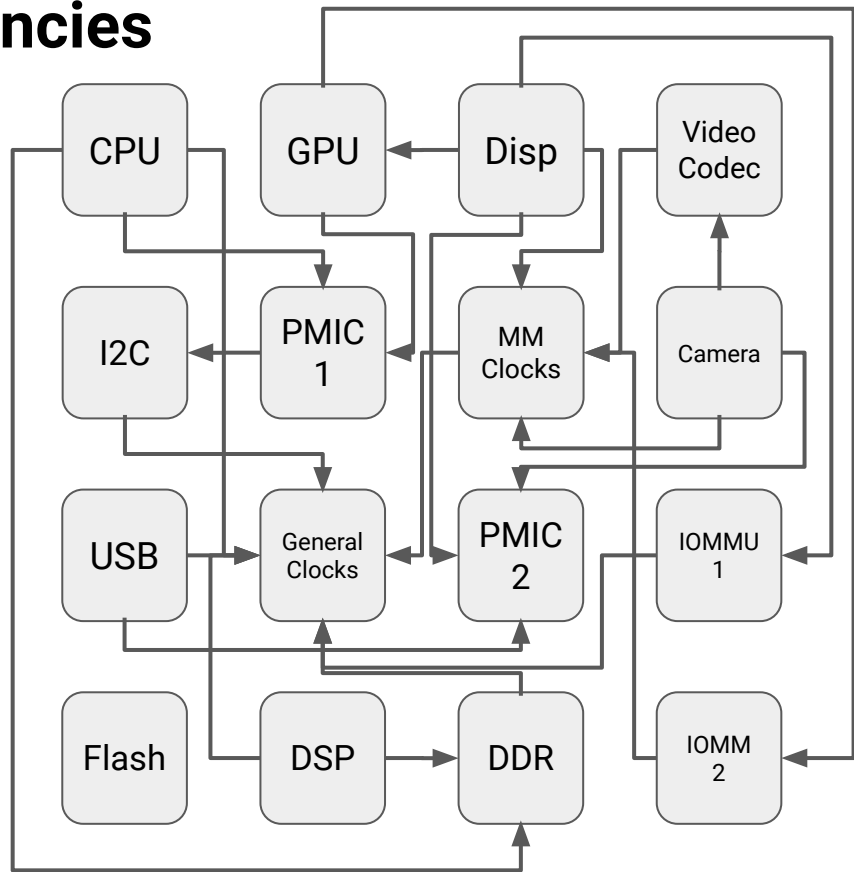 ncies
CPU
GPU
Disp
Video
Codec
I2C
PMIC
1
MM
Clocks
Camera
USB
General
Clocks
PMIC
2
IOMMU
1
Flash
DSP
DDR
IOMM
2